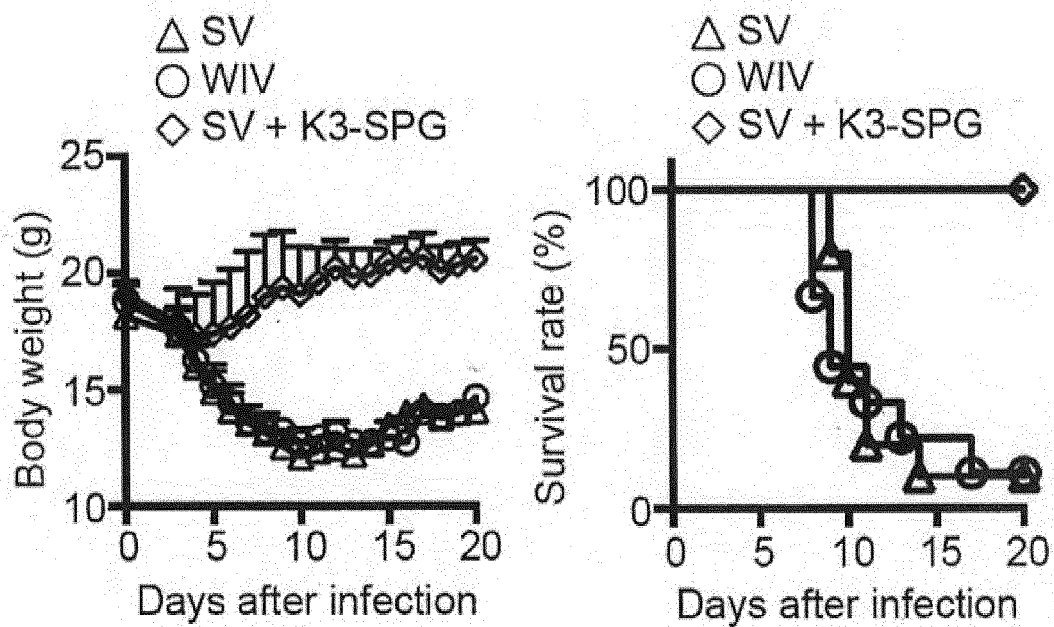 SV
WIV
SV + K3-SPG
25
20
15
10
Body weight (g)
0 5 10 15 20
Days after infection
SV
WIV
SV + K3-SPG
100
50
0
Survival rate (%)
0 5 10 15 20
Days after infection